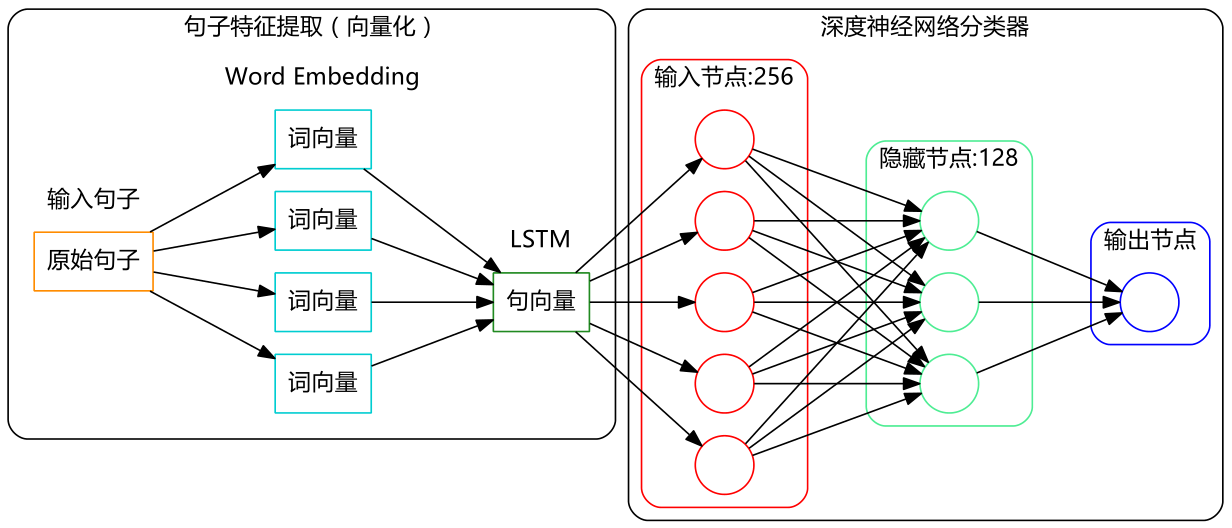 句子特征提取（向量化）
Word Embedding
输入句子
原始句子
词向量
词向量
词向量
词向量
LSTM
句向量
深度神经网络分类器
输入节点:256
隐藏节点:128
输出节点